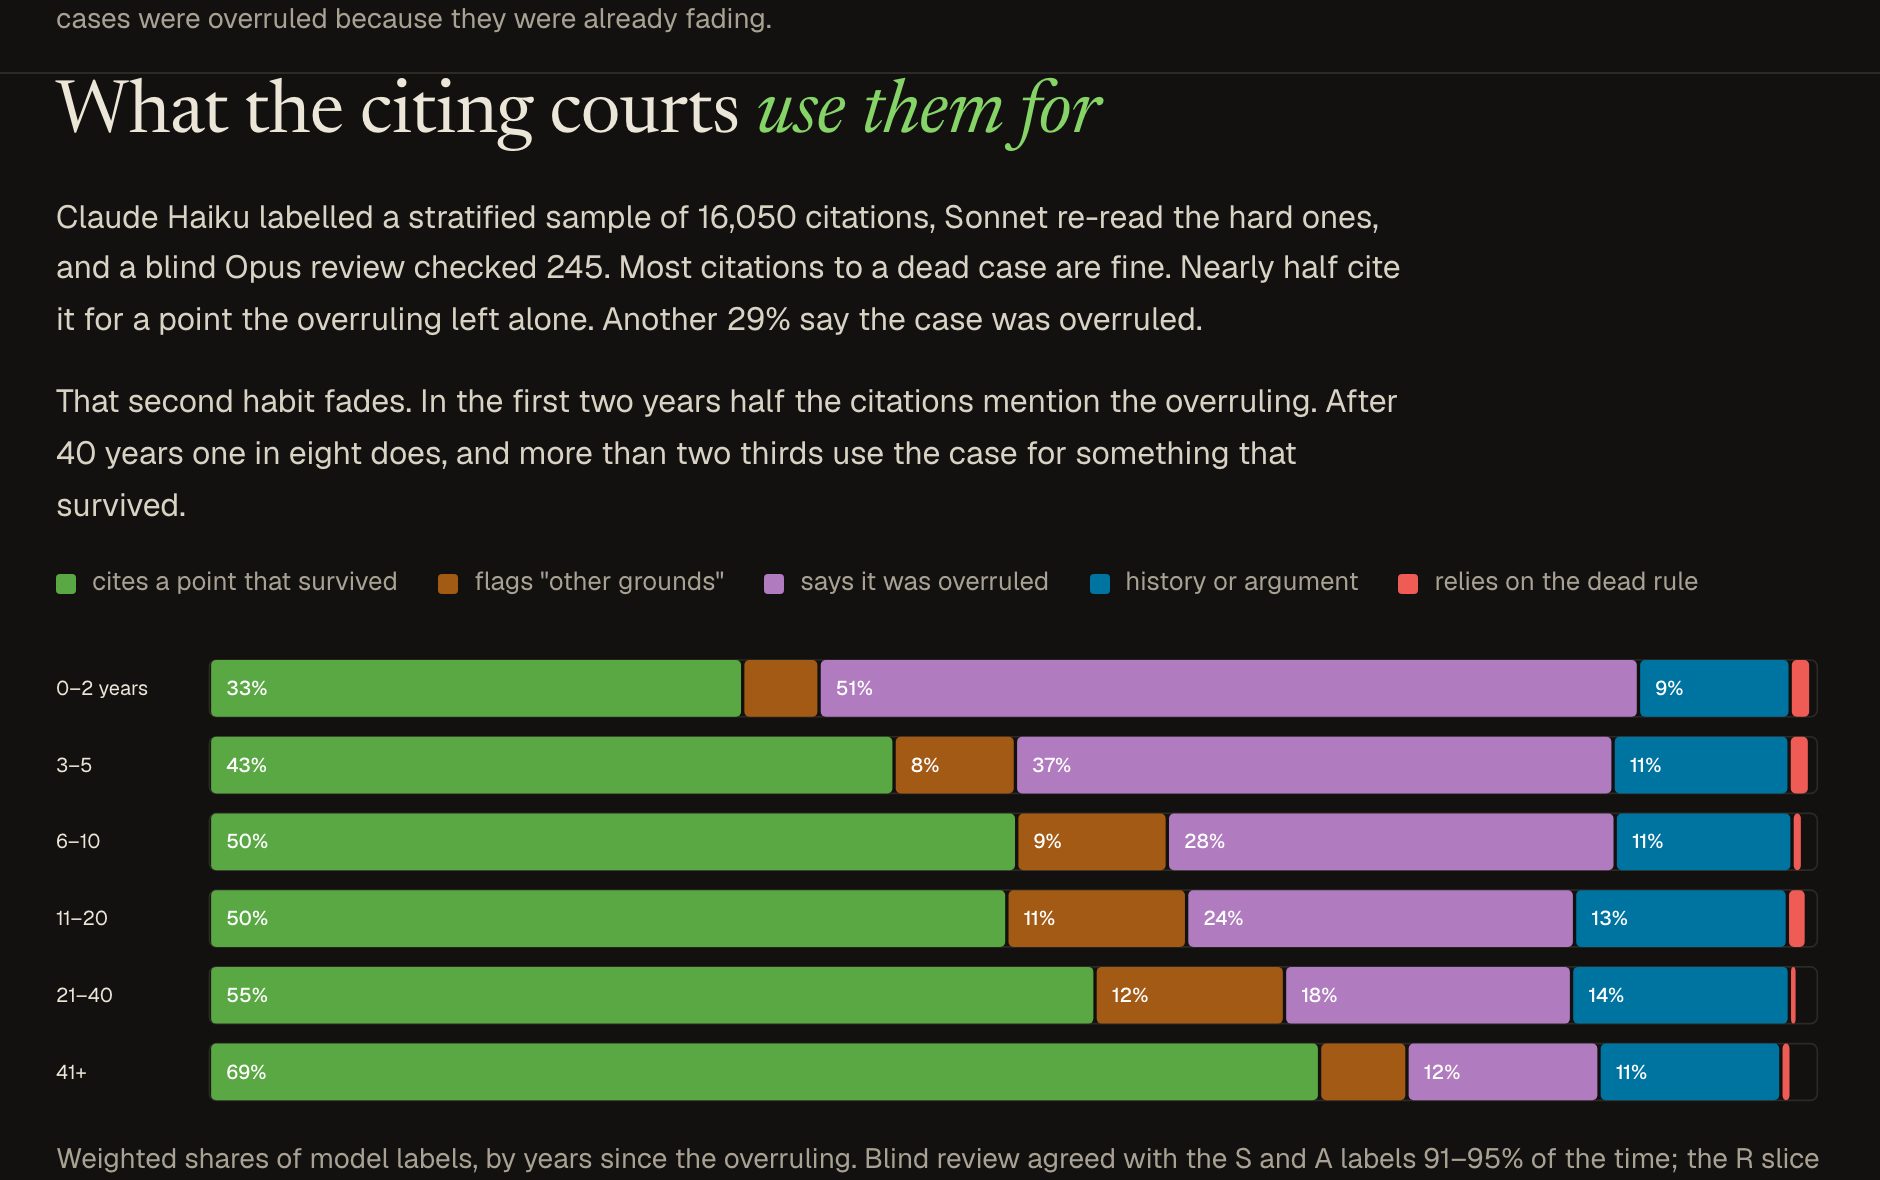 cases were overruled because they were already fading.
What the citing courts use them for
Claude Haiku labelled a stratified sample of 16,050 citations, Sonnet re-read the hard ones,
and a blind Opus review checked 245. Most citations to a dead case are fine. Nearly half cite
it for a point the overruling left alone. Another 29% say the case was overruled.
That second habit fades. In the first two years half the citations mention the overruling. After
40 years one in eight does, and more than two thirds use the case for something that
survived.
cites a point that survived flags "other grounds" says it was overruled history or argument relies on the dead rule
0–2 years 33% 51% 9%
3–5 43% 8% 37% 11%
6–10 50% 9% 28% 11%
11–20 50% 11% 24% 13%
21–40 55% 12% 18% 14%
41+ 69% 12% 11%
Weighted shares of model labels, by years since the overruling. Blind review agreed with the S and A labels 91–95% of the time; the R slice